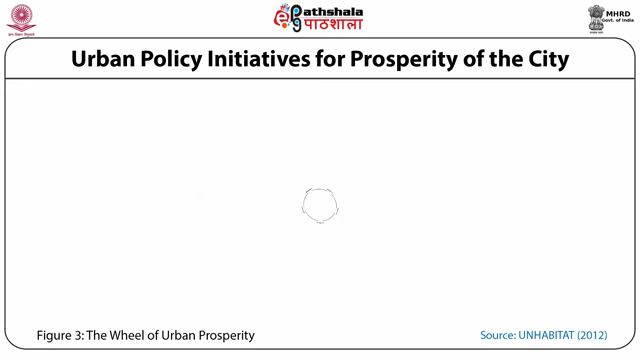 ePathshala
पाठशाला
MHRD
Govt. of India
Urban Policy Initiatives for Prosperity of the City
Figure 3: The Wheel of Urban Prosperity
Source: UNHABITAT (2012)